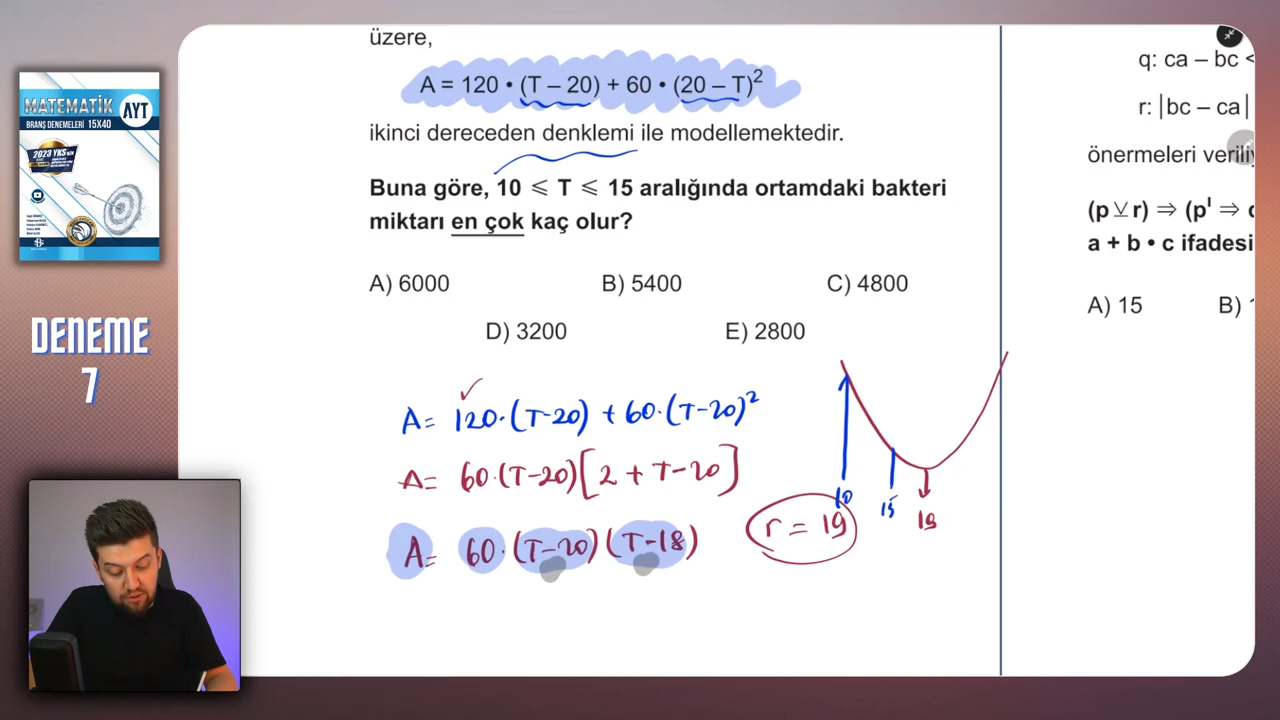 MATEMATİK
AYT
BRANŞ DENEMELERİ 15X40
DENEME
7
üzere,
A = 120 • (T – 20) + 60 • (20 – T)²
ikinci dereceden denklemi ile modellemektedir.
Buna göre, 10 ⩽ T ⩽ 15 aralığında ortamdaki bakteri
miktarı en çok kaç olur?
A) 6000 B) 5400 C) 4800
D) 3200 E) 2800
A= 120·(T-20) + 60·(T-20)²
A= 60·(T-20)[2 + T-20]
A= 60·(T-20)(T-18)
r = 19
10 15 19
q: ca – bc <
r: |bc – ca|
önermeleri
(p ⊻ r) ⇒ (pᴵ ⇒
a + b • c ifadesi
A) 15 B)